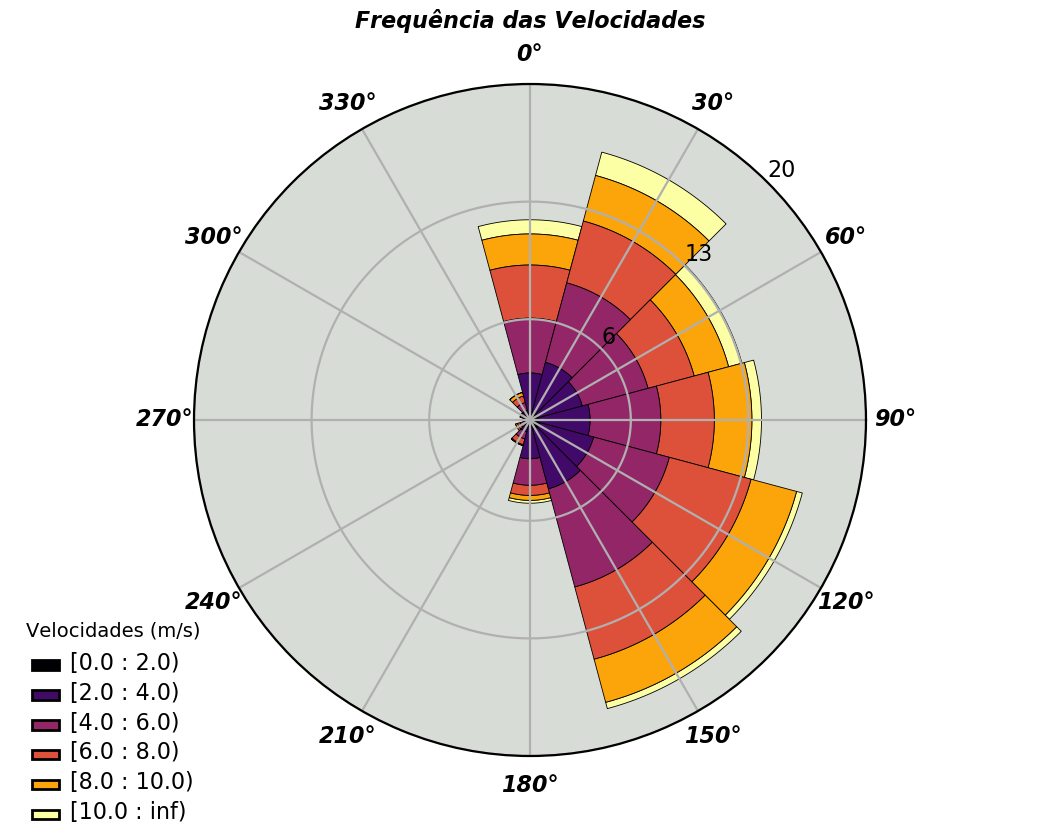 Frequência das Velocidades
0°
330°
30°
20
300°
60°
13
6
270°
90°
240°
120°
210°
150°
180°
Velocidades (m/s)
[0.0 : 2.0)
[2.0 : 4.0)
[4.0 : 6.0)
[6.0 : 8.0)
[8.0 : 10.0)
[10.0 : inf)